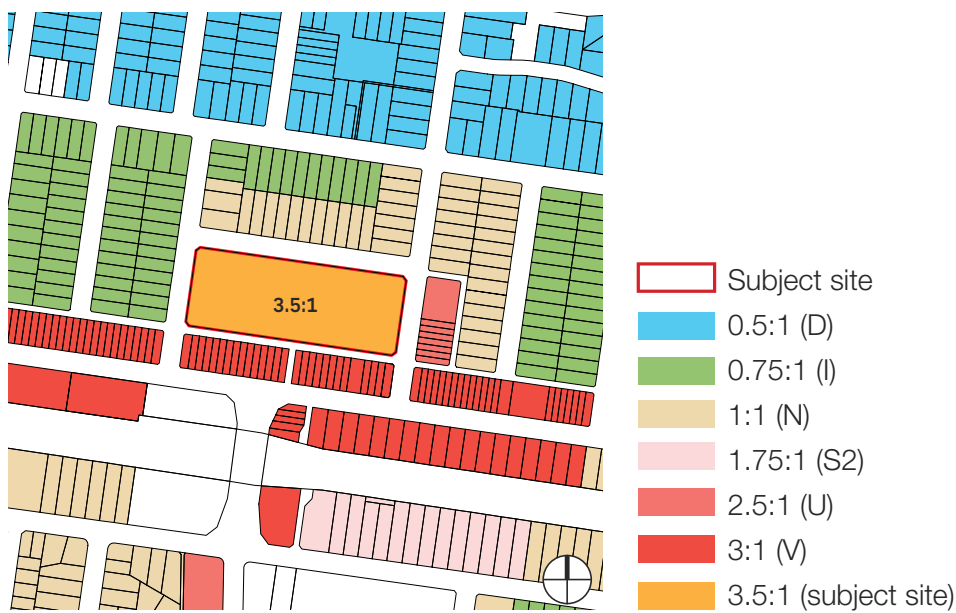 3.5:1
Subject site
0.5:1 (D)
0.75:1 (I)
1:1 (N)
1.75:1 (S2)
2.5:1 (U)
3:1 (V)
3.5:1 (subject site)